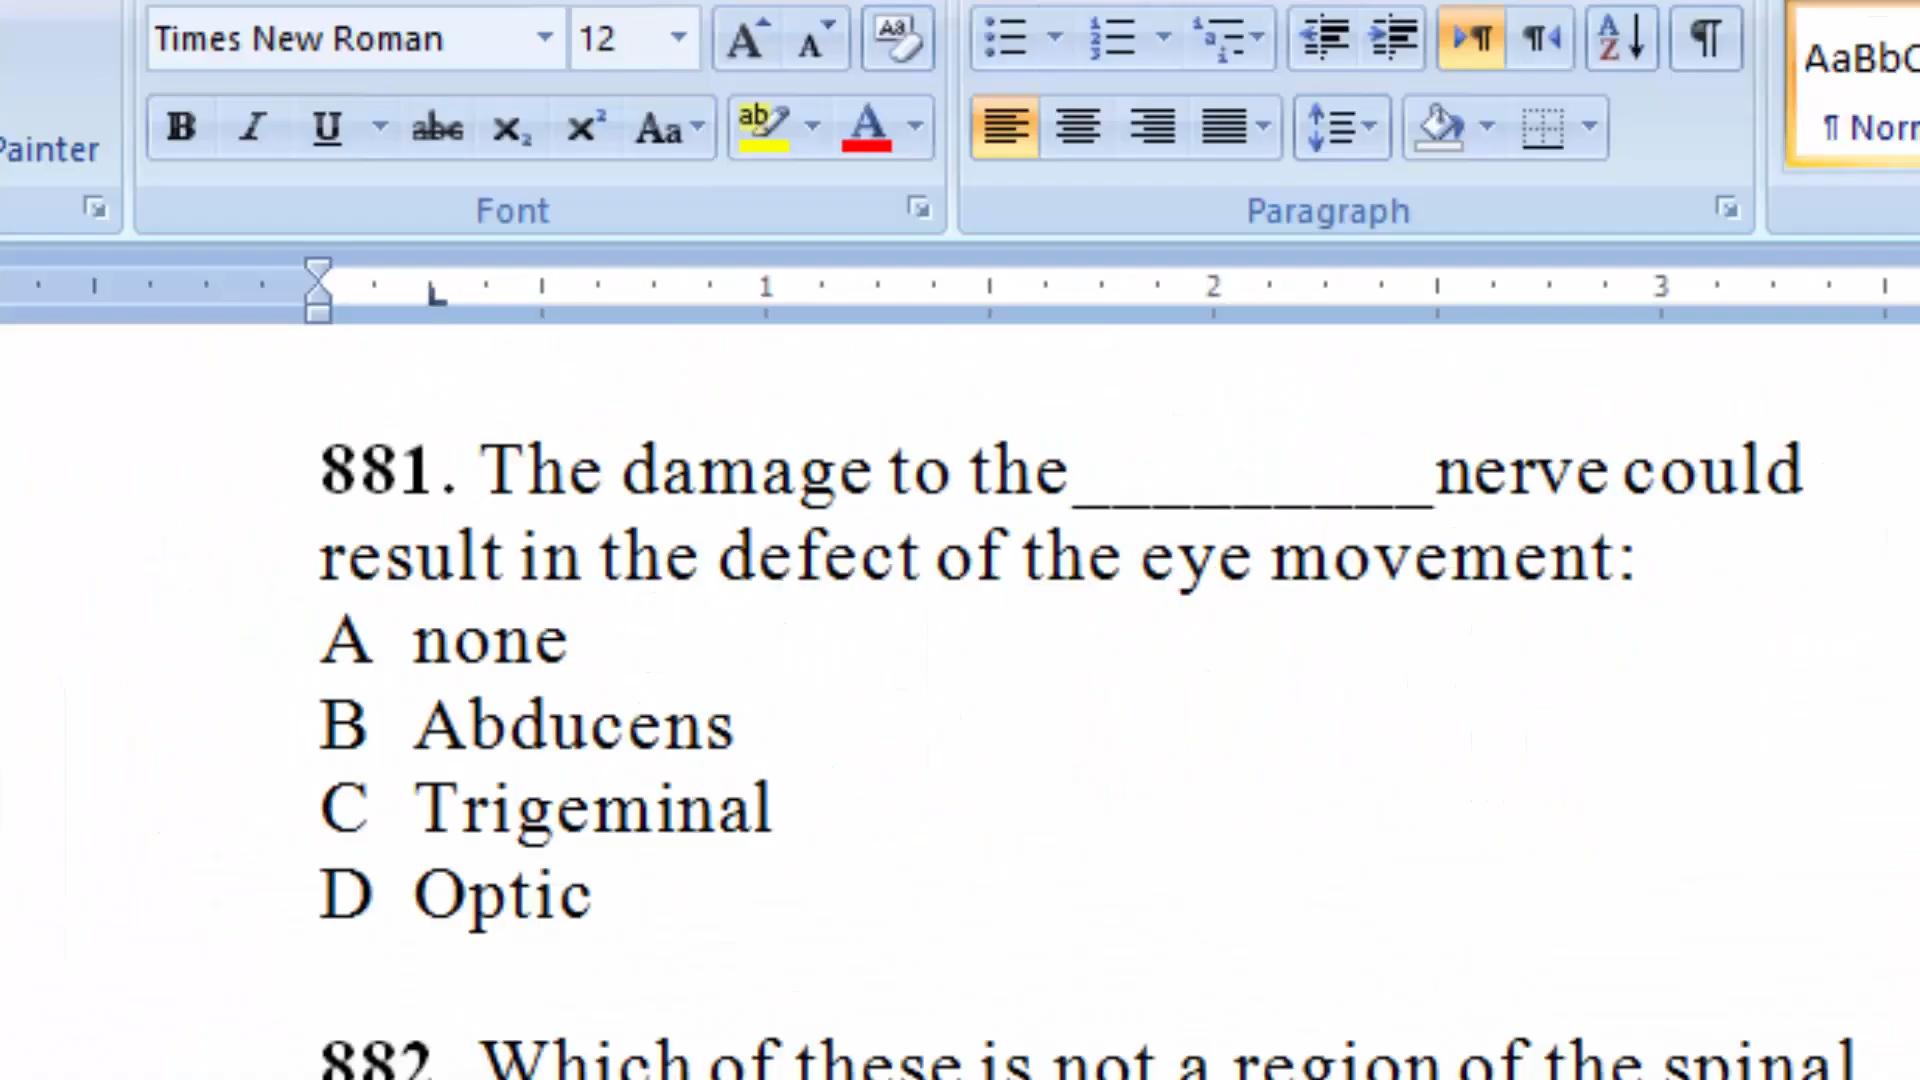 Times New Roman
12
Painter
Font
Paragraph
AaBbC
¶ Norr
1 2 3
881. The damage to the_________nerve could
result in the defect of the eye movement:
A none
B Abducens
C Trigeminal
D Optic
882. Which of these is not a region of the spinal